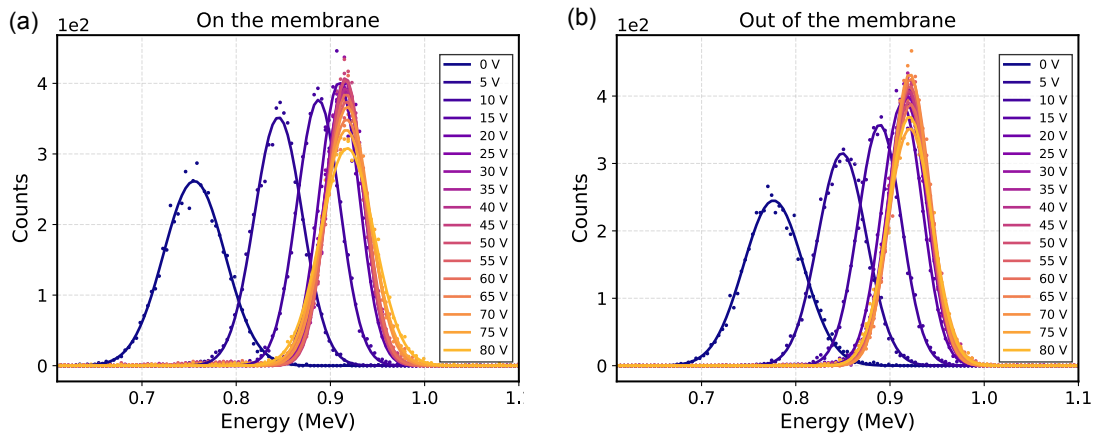 (a)
On the membrane
1e2
Counts
4
3
2
1
0
0.7 0.8 0.9 1.0 1.
Energy (MeV)
0 V
5 V
10 V
15 V
20 V
25 V
30 V
35 V
40 V
45 V
50 V
55 V
60 V
65 V
70 V
75 V
80 V
(b)
Out of the membrane
1e2
Counts
4
3
2
1
0
0.7 0.8 0.9 1.0 1.1
Energy (MeV)
0 V
5 V
10 V
15 V
20 V
25 V
30 V
35 V
40 V
45 V
50 V
55 V
60 V
65 V
70 V
75 V
80 V